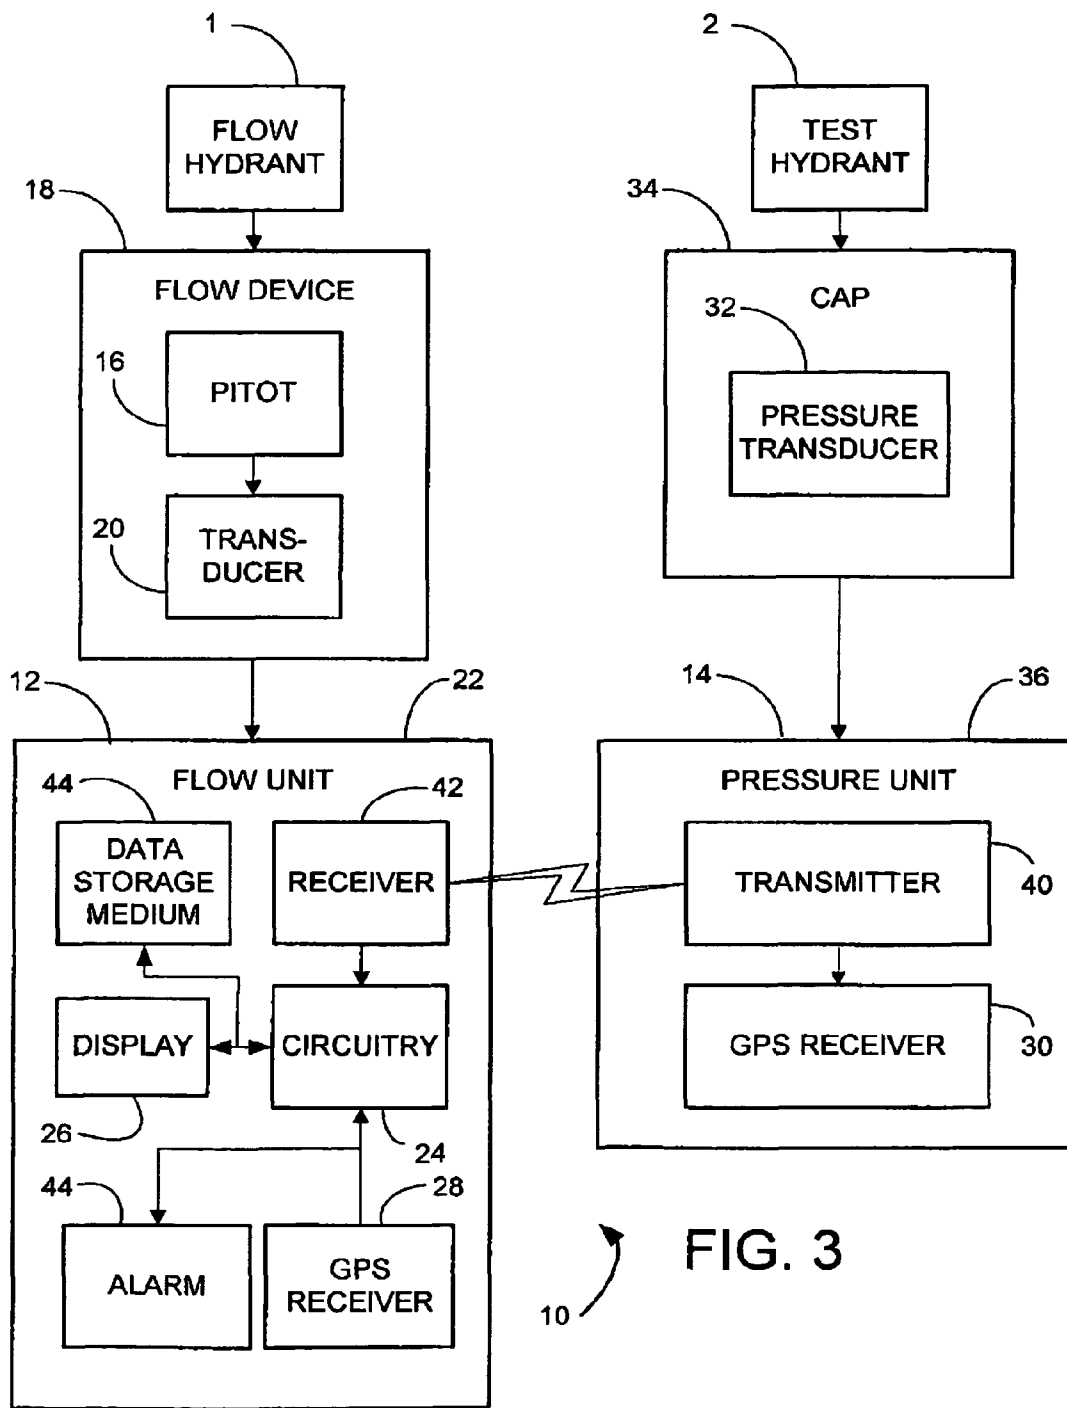 1
2
FLOW
HYDRANT
TEST
HYDRANT
18
34
FLOW DEVICE
CAP
16
PITOT
32
PRESSURE
TRANSDUCER
20
TRANS-
DUCER
12
22
14
36
FLOW UNIT
PRESSURE UNIT
44
42
DATA
STORAGE
MEDIUM
RECEIVER
TRANSMITTER
40
DISPLAY
CIRCUITRY
GPS RECEIVER
30
26
24
44
28
ALARM
GPS
RECEIVER
10
FIG. 3